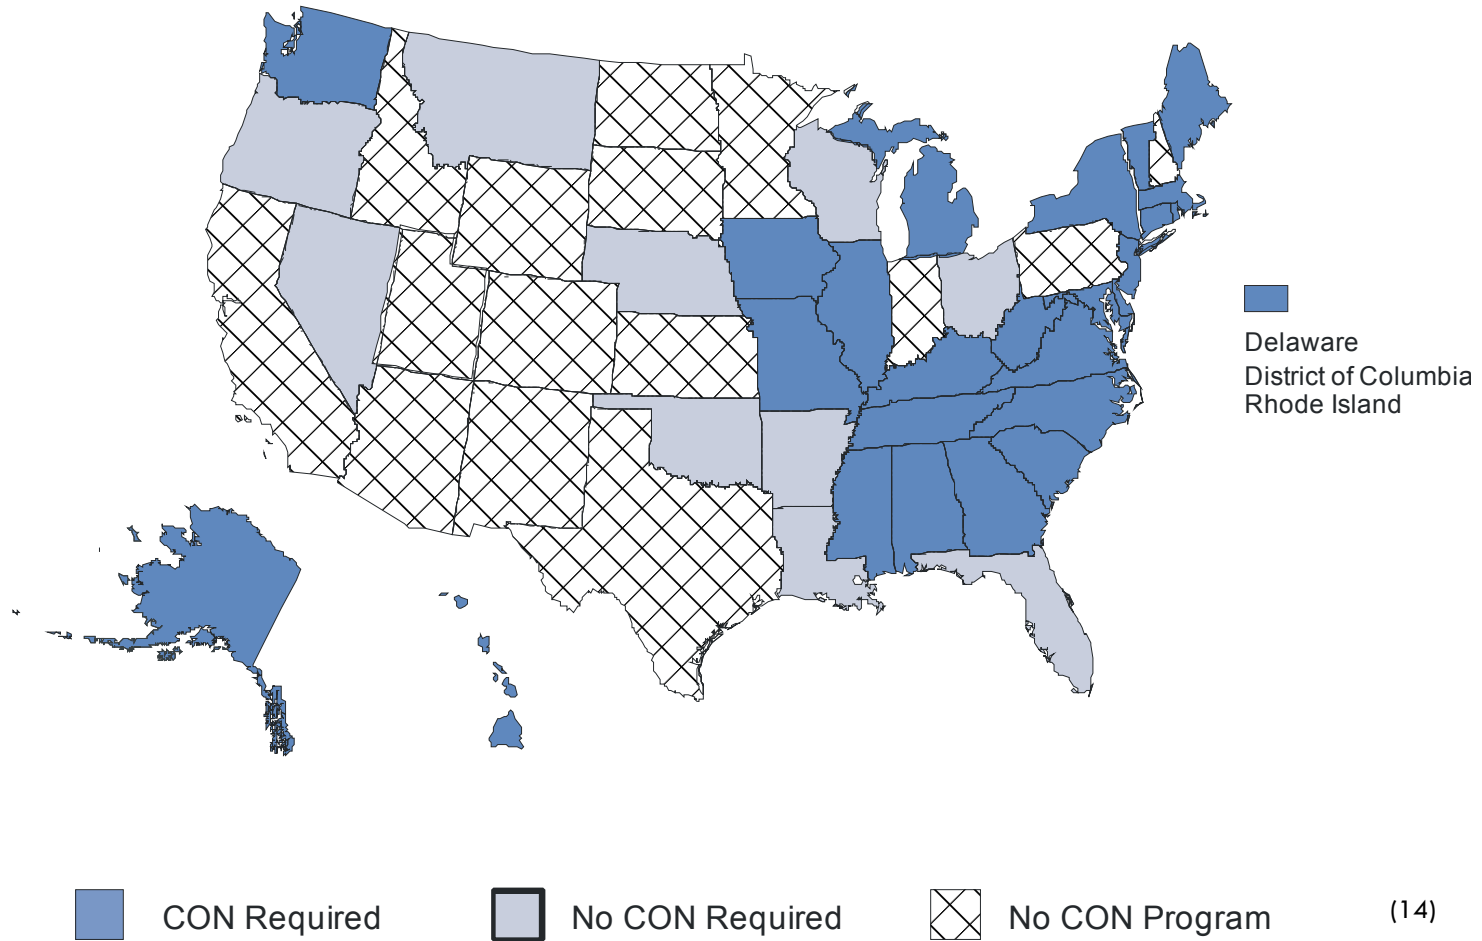 Delaware
District of Columbia
Rhode Island
CON Required
No CON Required
No CON Program
(14)